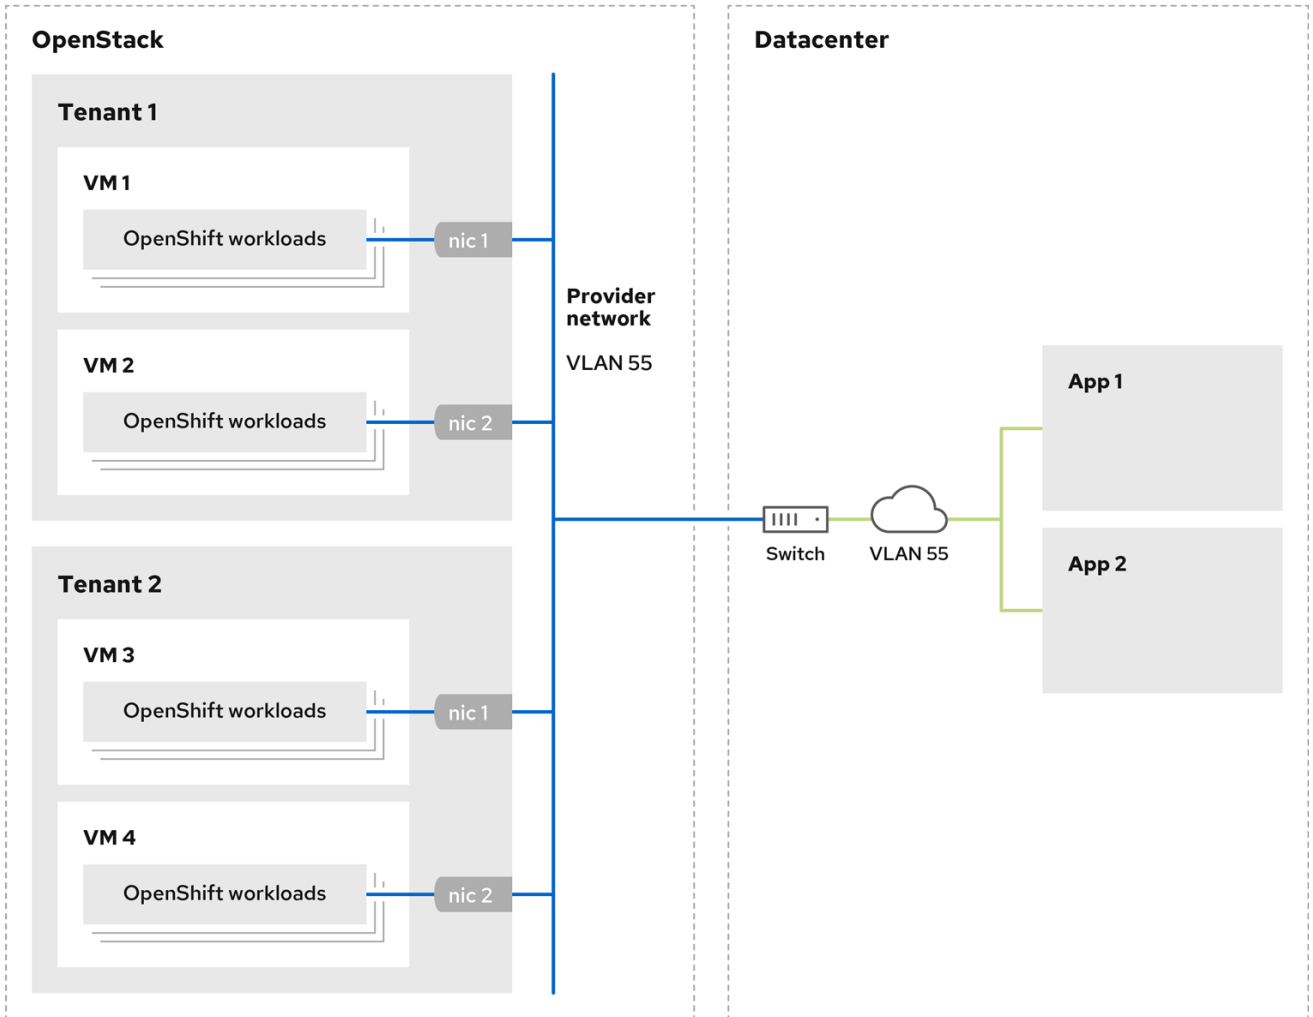 OpenStack
Tenant 1
VM 1
OpenShift workloads
nic 1
VM 2
OpenShift workloads
nic 2
Provider
network
VLAN 55
Tenant 2
VM 3
OpenShift workloads
nic 1
VM 4
OpenShift workloads
nic 2
Datacenter
Switch
VLAN 55
App 1
App 2